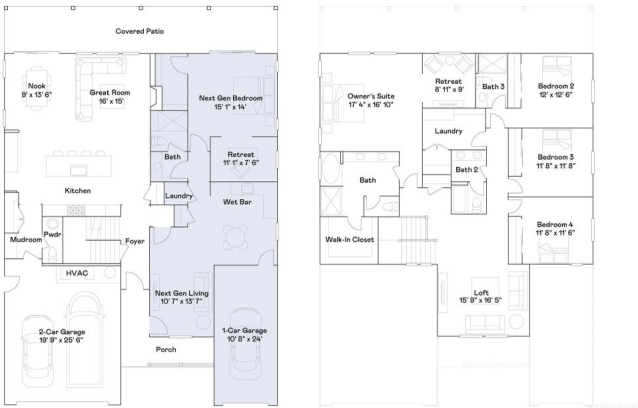 Covered Patio
Nook
9' x 13' 6"
Great Room
16' x 15'
Next Gen Bedroom
15' 1" x 14'
Retreat
11' 1" x 7' 6"
Bath
Laundry
Wet Bar
Kitchen
Pwdr
Mudroom
Foyer
HVAC
Next Gen Living
10' 7" x 13' 7"
2-Car Garage
19' 9" x 25' 6"
1-Car Garage
10' 8" x 24'
Porch
Owner's Suite
17' 4" x 16' 10"
Retreat
8' 11" x 9'
Bath 3
Bedroom 2
12' x 12' 6"
Laundry
Bedroom 3
11' 8" x 11' 8"
Bath
Bath 2
Bedroom 4
11' 8" x 11' 6"
Walk-In Closet
Loft
15' 9" x 16' 5"